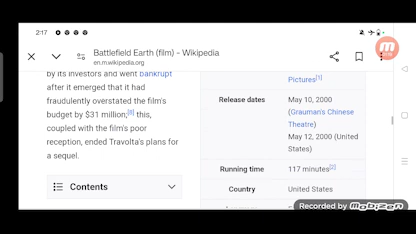 2:17
Battlefield Earth (film) - Wikipedia
en.m.wikipedia.org
by its investors and went bankrupt
after it emerged that it had
fraudulently overstated the film's
budget by $31 million;[8] this,
coupled with the film's poor
reception, ended Travolta's plans for
a sequel.
Contents
Pictures[1]
Release dates
May 10, 2000
(Grauman's Chinese
Theatre)
May 12, 2000 (United
States)
Running time
117 minutes[2]
Country
United States
Recorded by Mobizen